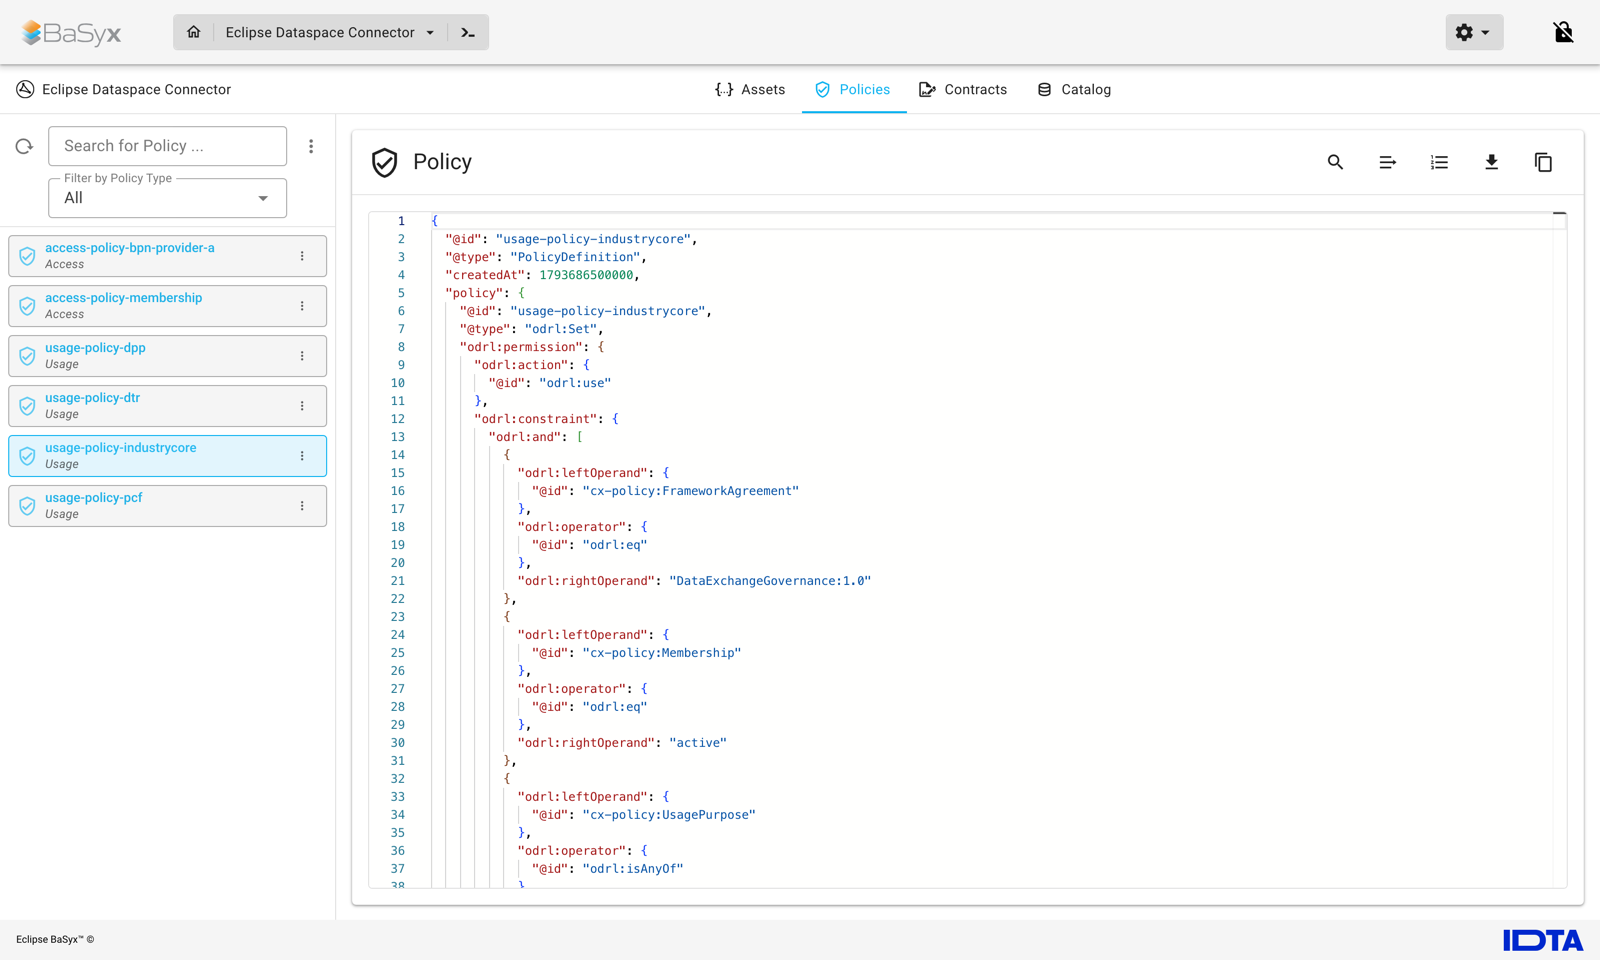 BaSyx
Eclipse Dataspace Connector
Eclipse Dataspace Connector
Assets
Policies
Contracts
Catalog
Search for Policy ...
Filter by Policy Type
All
access-policy-bpn-provider-a
Access
access-policy-membership
Access
usage-policy-dpp
Usage
usage-policy-dtr
Usage
usage-policy-industrycore
Usage
usage-policy-pcf
Usage
Policy
1 {
2 "@id": "usage-policy-industrycore",
3 "@type": "PolicyDefinition",
4 "createdAt": 1793686500000,
5 "policy": {
6 "@id": "usage-policy-industrycore",
7 "@type": "odrl:Set",
8 "odrl:permission": {
9 "odrl:action": {
10 "@id": "odrl:use"
11 },
12 "odrl:constraint": {
13 "odrl:and": [
14 {
15 "odrl:leftOperand": {
16 "@id": "cx-policy:FrameworkAgreement"
17 },
18 "odrl:operator": {
19 "@id": "odrl:eq"
20 },
21 "odrl:rightOperand": "DataExchangeGovernance:1.0"
22 },
23 {
24 "odrl:leftOperand": {
25 "@id": "cx-policy:Membership"
26 },
27 "odrl:operator": {
28 "@id": "odrl:eq"
29 },
30 "odrl:rightOperand": "active"
31 },
32 {
33 "odrl:leftOperand": {
34 "@id": "cx-policy:UsagePurpose"
35 },
36 "odrl:operator": {
37 "@id": "odrl:isAnyOf"
38 }
Eclipse BaSyx™ ©
IDTA